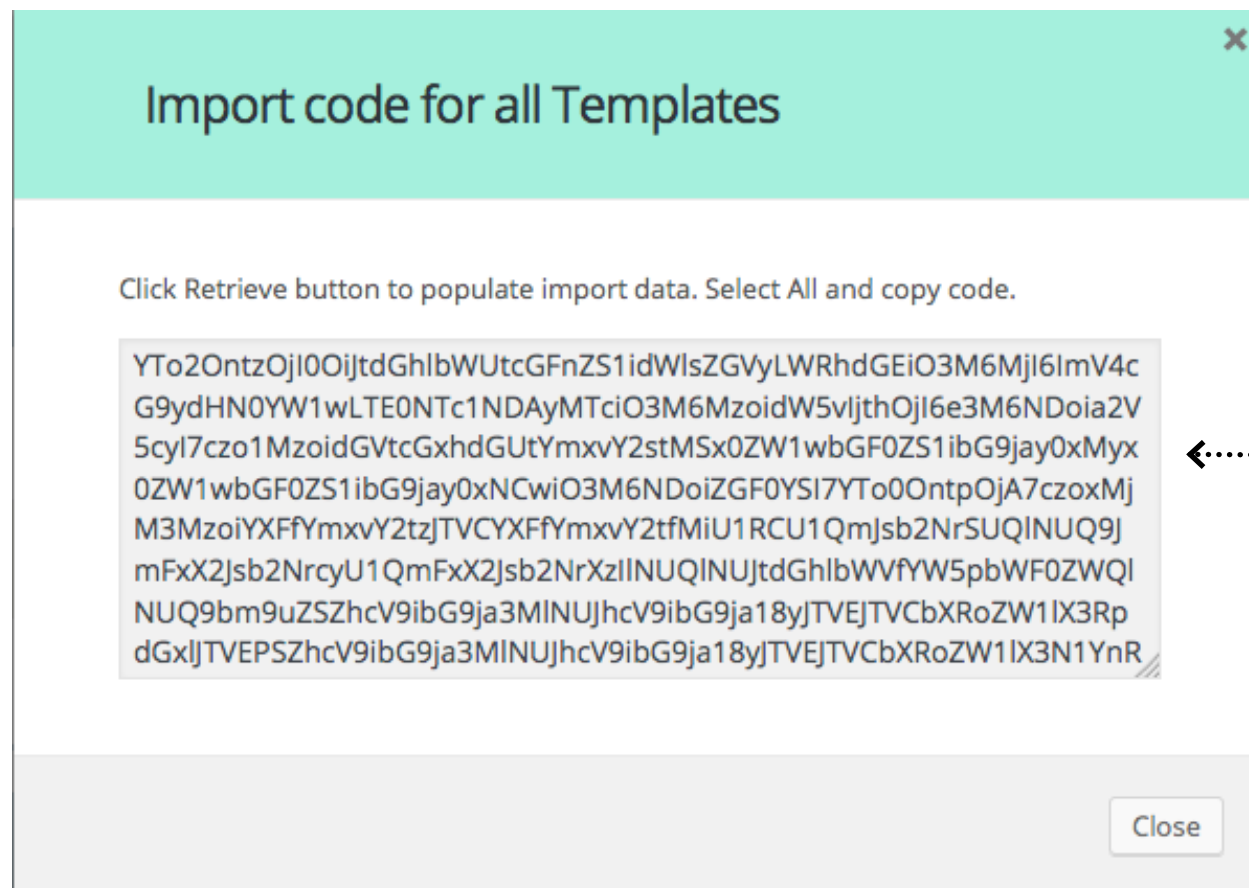 Import code for all Templates
Click Retrieve button to populate import data. Select All and copy code.
YTo2OntzOjI0OiJtdGhlbWUtcGFnZS1idWlsZGVyLWRhdGEiO3M6MjI6ImV4c
G9ydHN0YW1wLTE0NTc1NDAyMTciO3M6MzoidW5vIjthOjI6e3M6NDoia2V
5cyI7czo1MzoidGVtcGxhdGUtYmxvY2stMSx0ZW1wbGF0ZS1ibG9jay0xMyx
0ZW1wbGF0ZS1ibG9jay0xNCwiO3M6NDoiZGF0YSI7YTo0OntpOjA7czoxMj
M3MzoiYXFfYmxvY2tzJTVCYXFfYmxvY2tfMiU1RCU1QmJsb2NrSUQlNUQ9J
mFxX2Jsb2NrcyU1QmFxX2Jsb2NrXzIlNUQlNUJtdGhlbWVfYW5pbWF0ZWQl
NUQ9bm9uZSZhcV9ibG9ja3MlNUJhcV9ibG9ja18yJTVEJTVCbXRoZW1lX3Rp
dGxlJTVEPSZhcV9ibG9ja3MlNUJhcV9ibG9ja18yJTVEJTVCbXRoZW1lX3N1YnR
Close